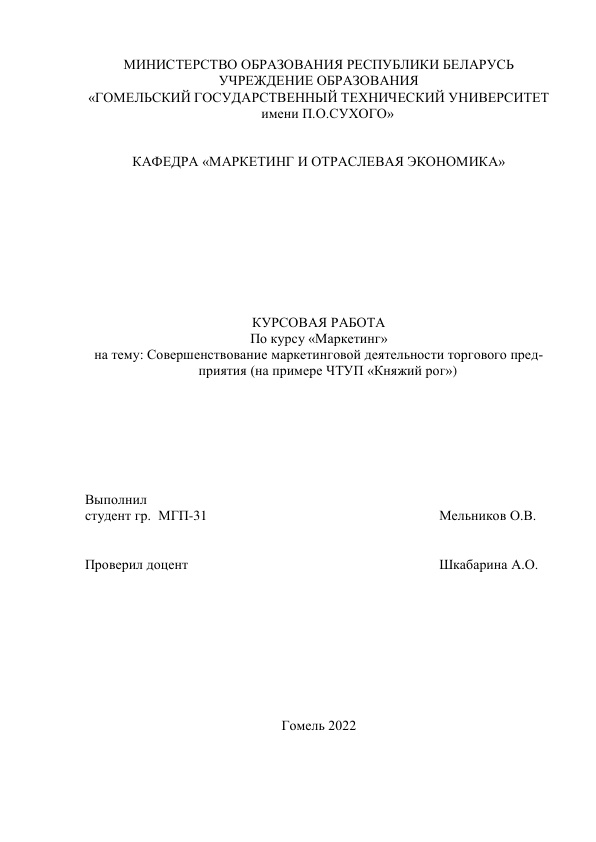 МИНИСТЕРСТВО ОБРАЗОВАНИЯ РЕСПУБЛИКИ БЕЛАРУСЬ
УЧРЕЖДЕНИЕ ОБРАЗОВАНИЯ
«ГОМЕЛЬСКИЙ ГОСУДАРСТВЕННЫЙ ТЕХНИЧЕСКИЙ УНИВЕРСИТЕТ
имени П.О.СУХОГО»
КАФЕДРА «МАРКЕТИНГ И ОТРАСЛЕВАЯ ЭКОНОМИКА»
КУРСОВАЯ РАБОТА
По курсу «Маркетинг»
на тему: Совершенствование маркетинговой деятельности торгового пред-
приятия (на примере ЧТУП «Княжий рог»)
Выполнил
студент гр. МГП-31 Мельников О.В.
Проверил доцент Шкабарина А.О.
Гомель 2022